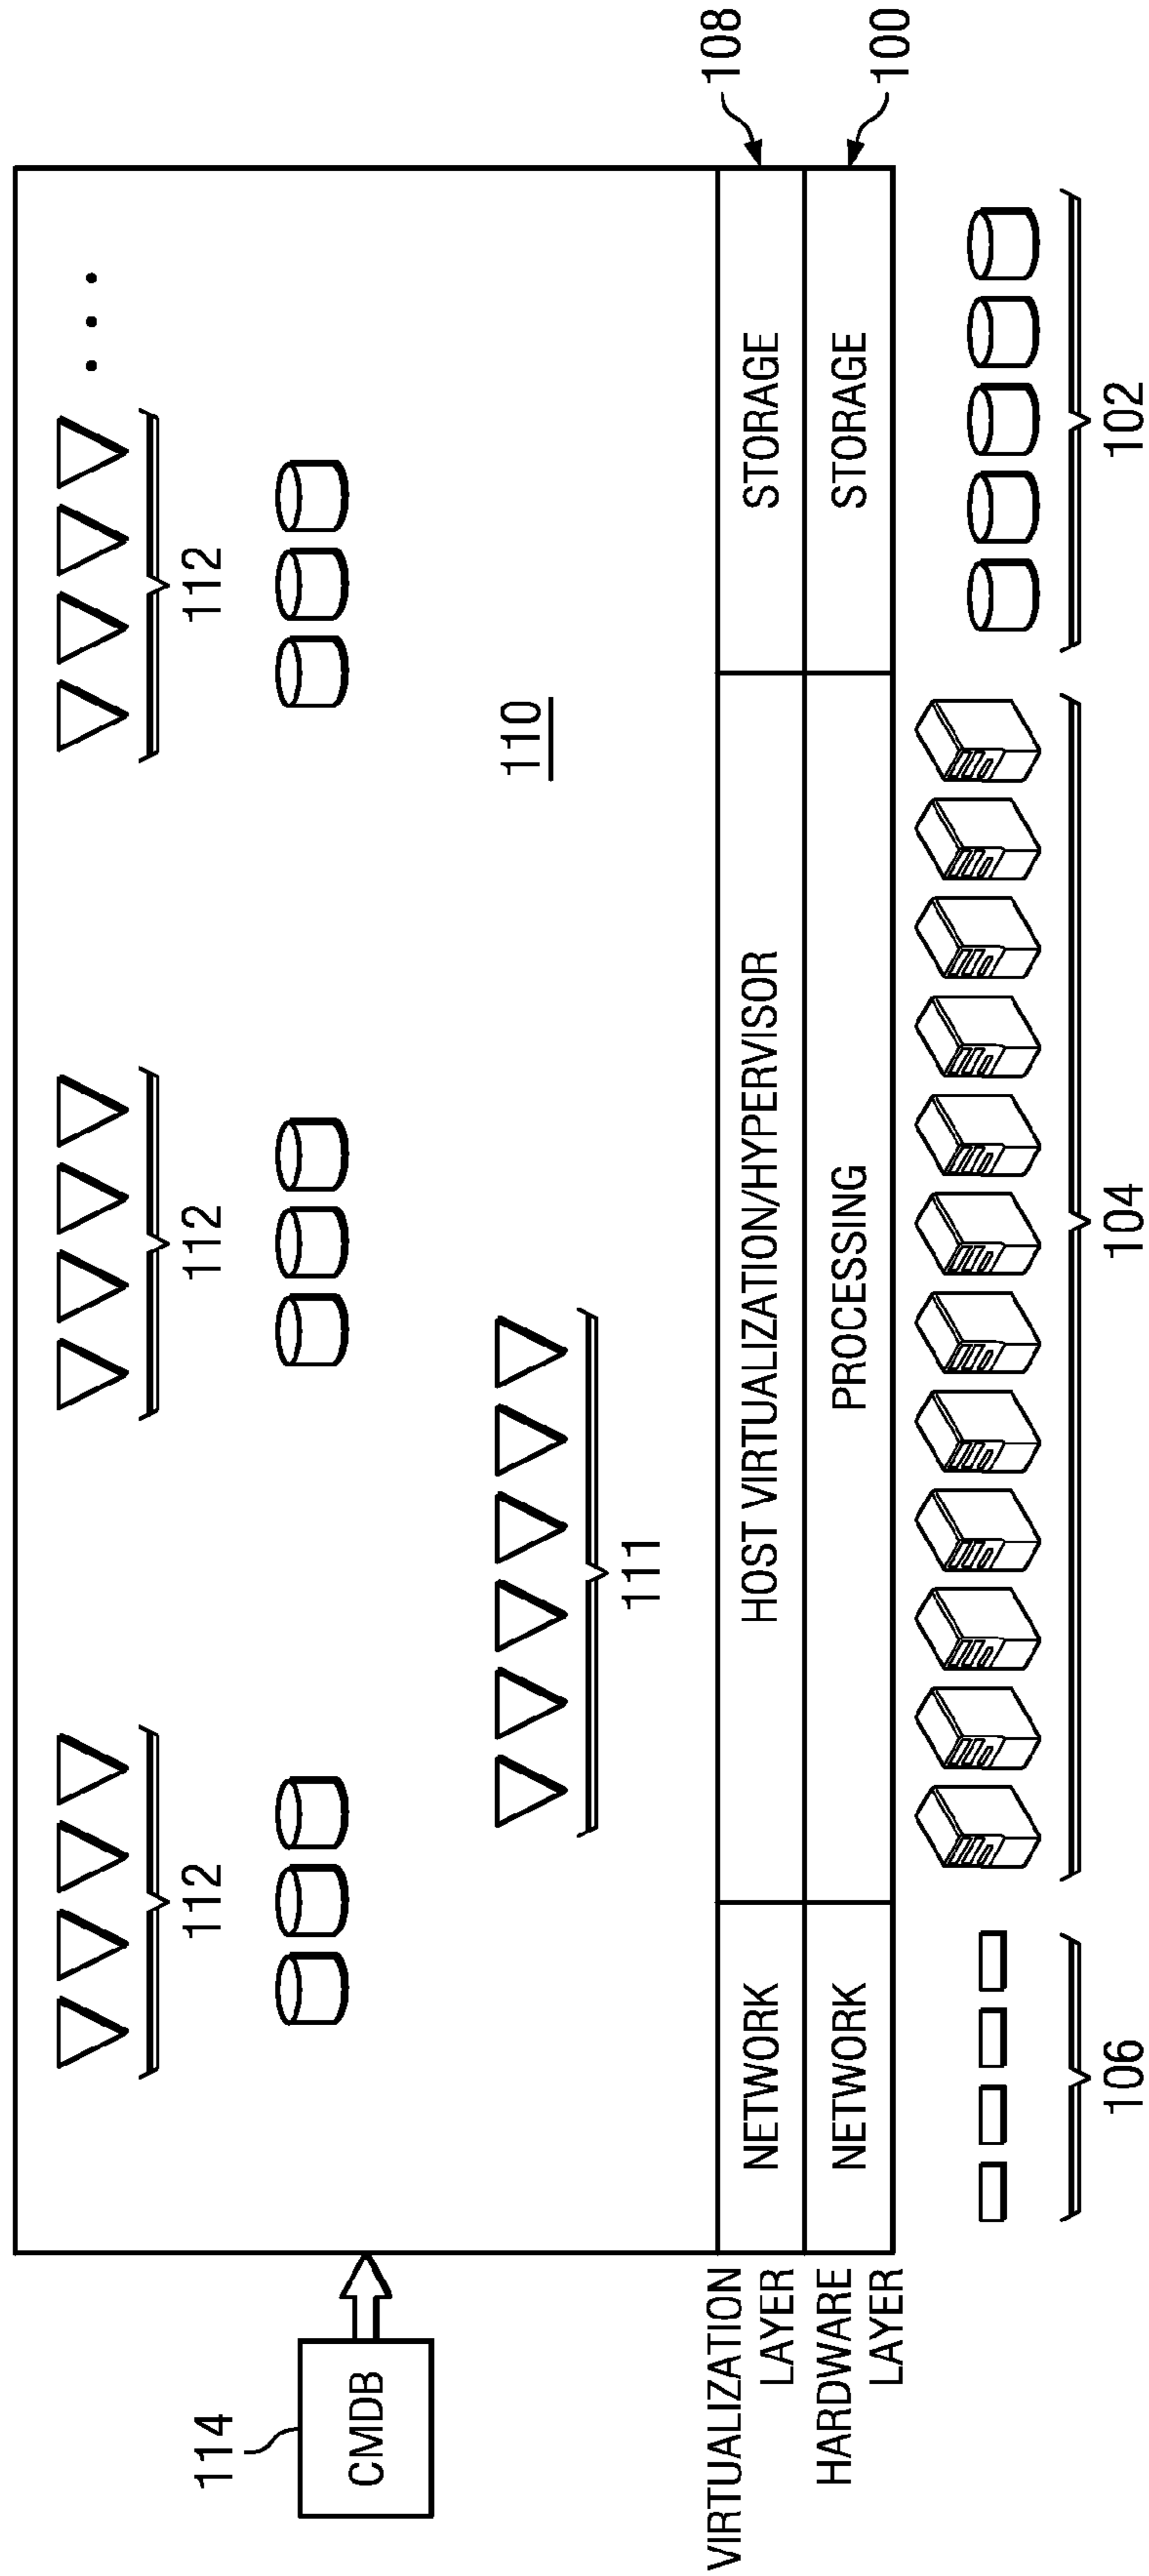 112
112
112
. . .
114
CMDB
110
111
VIRTUALIZATION
LAYER
NETWORK
HOST VIRTUALIZATION/HYPERVISOR
STORAGE
108
HARDWARE
LAYER
NETWORK
PROCESSING
STORAGE
100
106
104
102